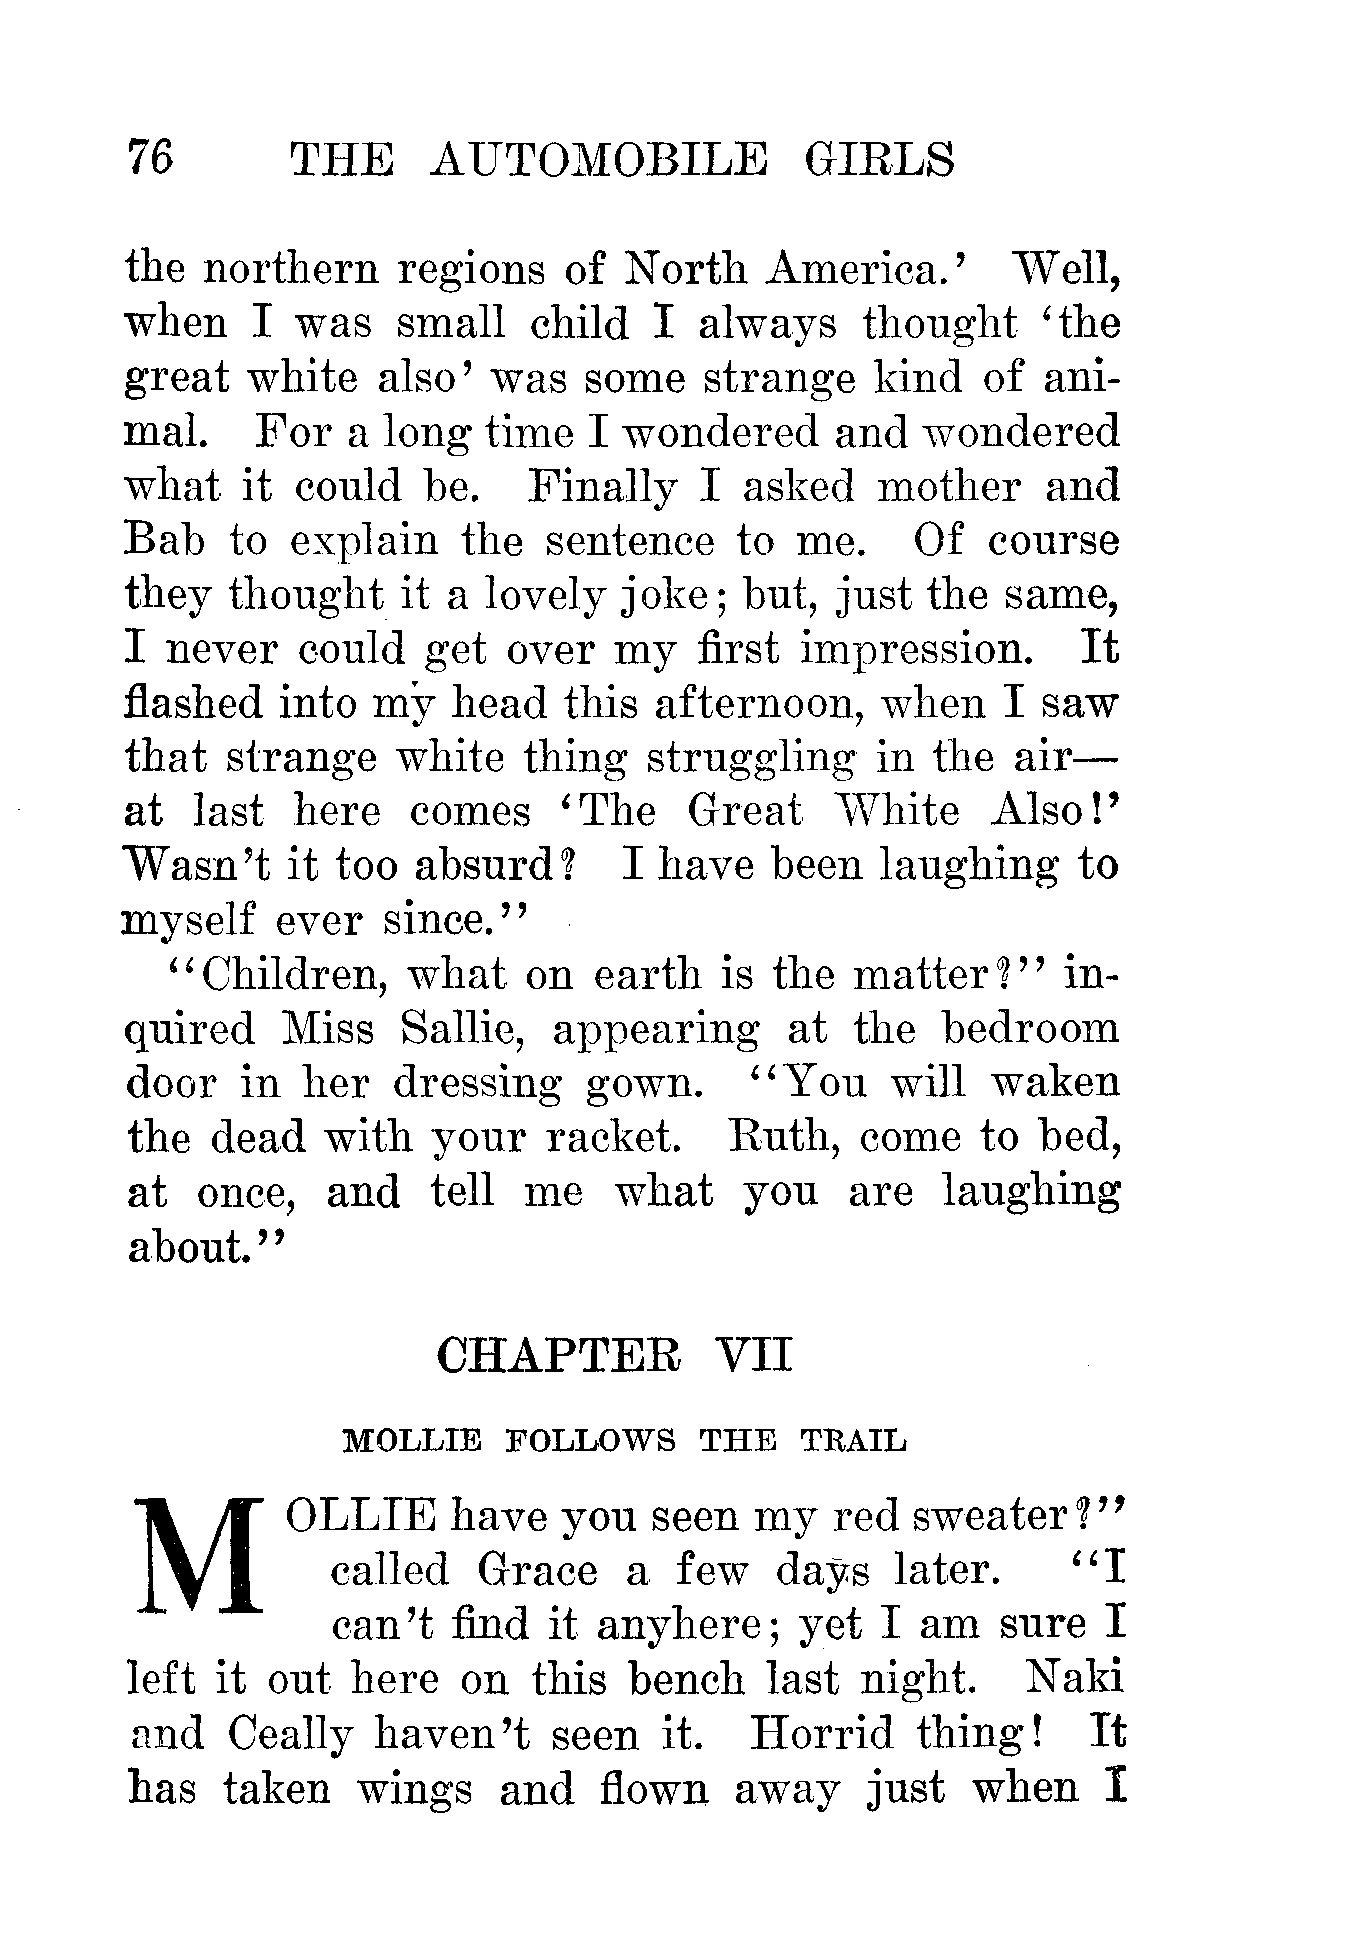 76 THE AUTOMOBILE GIRLS
the northern regions of North America.' Well,
when I was small child I always thought 'the
great white also' was some strange kind of ani-
mal. For a long time I wondered and wondered
what it could be. Finally I asked mother and
Bab to explain the sentence to me. Of course
they thought it a lovely joke; but, just the same,
I never could get over my first impression. It
flashed into my head this afternoon, when I saw
that strange white thing struggling in the air—
at last here comes 'The Great White Also!'
Wasn't it too absurd? I have been laughing to
myself ever since."
"Children, what on earth is the matter?" in-
quired Miss Sallie, appearing at the bedroom
door in her dressing gown. "You will waken
the dead with your racket. Ruth, come to bed,
at once, and tell me what you are laughing
about."
CHAPTER VII
MOLLIE FOLLOWS THE TRAIL
MOLLIE have you seen my red sweater?"
called Grace a few days later. "I
can't find it anyhere; yet I am sure I
left it out here on this bench last night. Naki
and Ceally haven't seen it. Horrid thing! It
has taken wings and flown away just when I